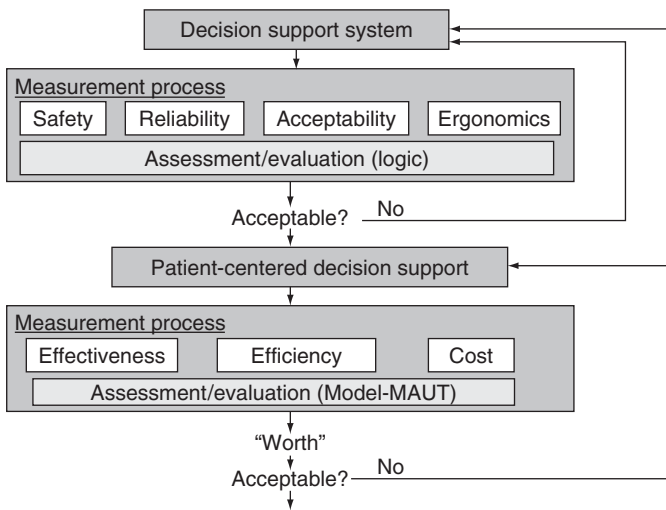 Decision support system
Measurement process
Safety Reliability Acceptability Ergonomics
Assessment/evaluation (logic)
Acceptable? No
Patient-centered decision support
Measurement process
Effectiveness Efficiency Cost
Assessment/evaluation (Model-MAUT)
“Worth”
Acceptable? No